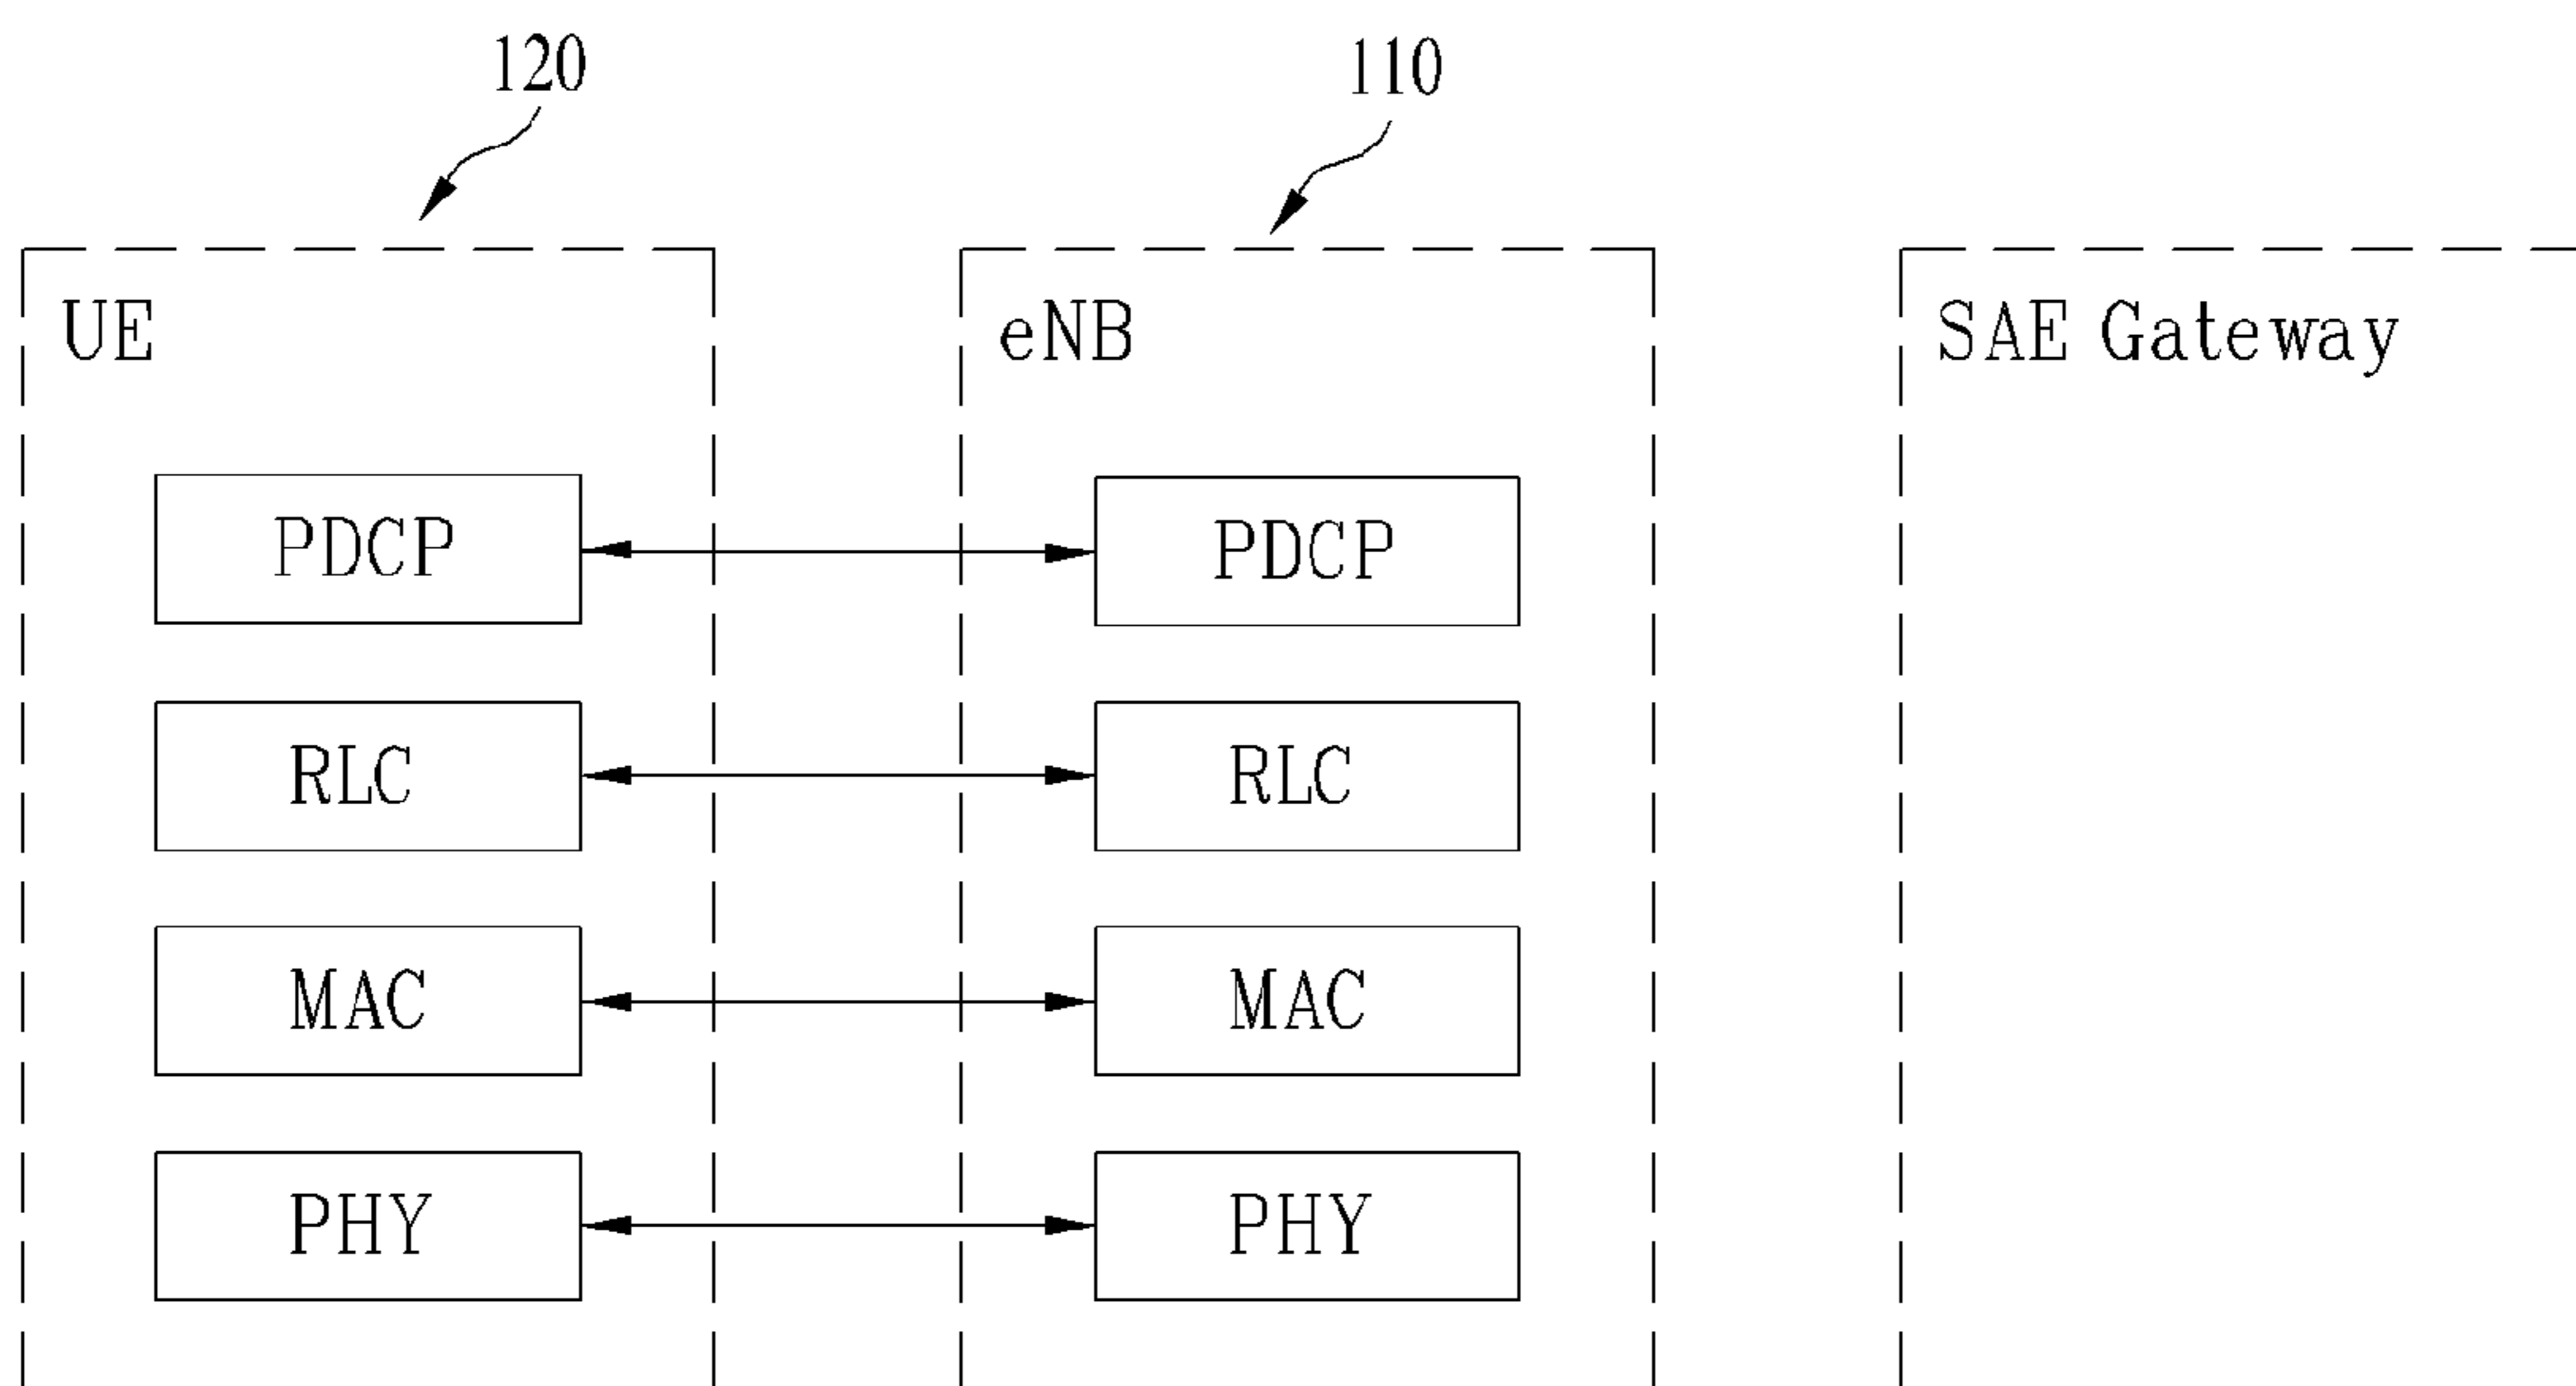 120 110
UE eNB SAE Gateway
PDCP PDCP
RLC RLC
MAC MAC
PHY PHY